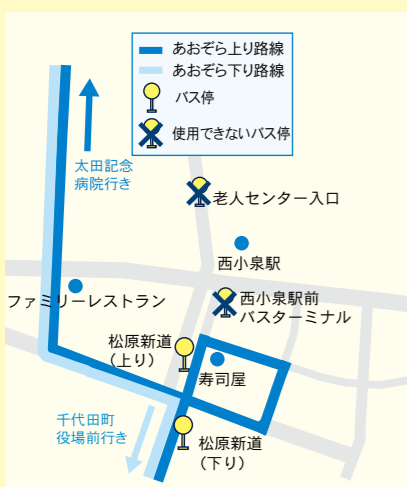 あおぞら上り路線
あおぞら下り路線
バス停
使用できないバス停
太田記念
病院行き
老人センター入口
西小泉駅
ファミリーレストラン
西小泉駅前
バスターミナル
松原新道
(上り)
寿司屋
千代田町
役場前行き
松原新道
(下り)